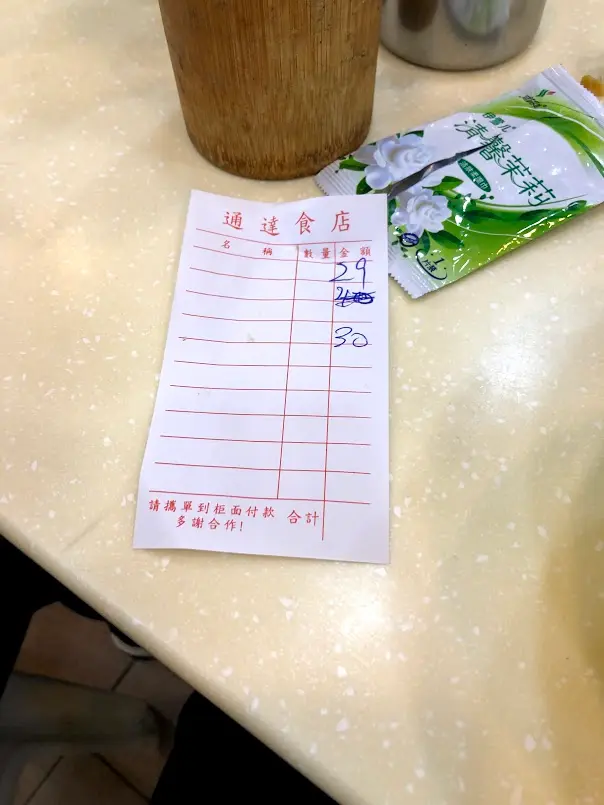 清馨茉莉
通達食店
名稱 數量 金額
29
30
請攜單到柜面付款 合計
多謝合作!